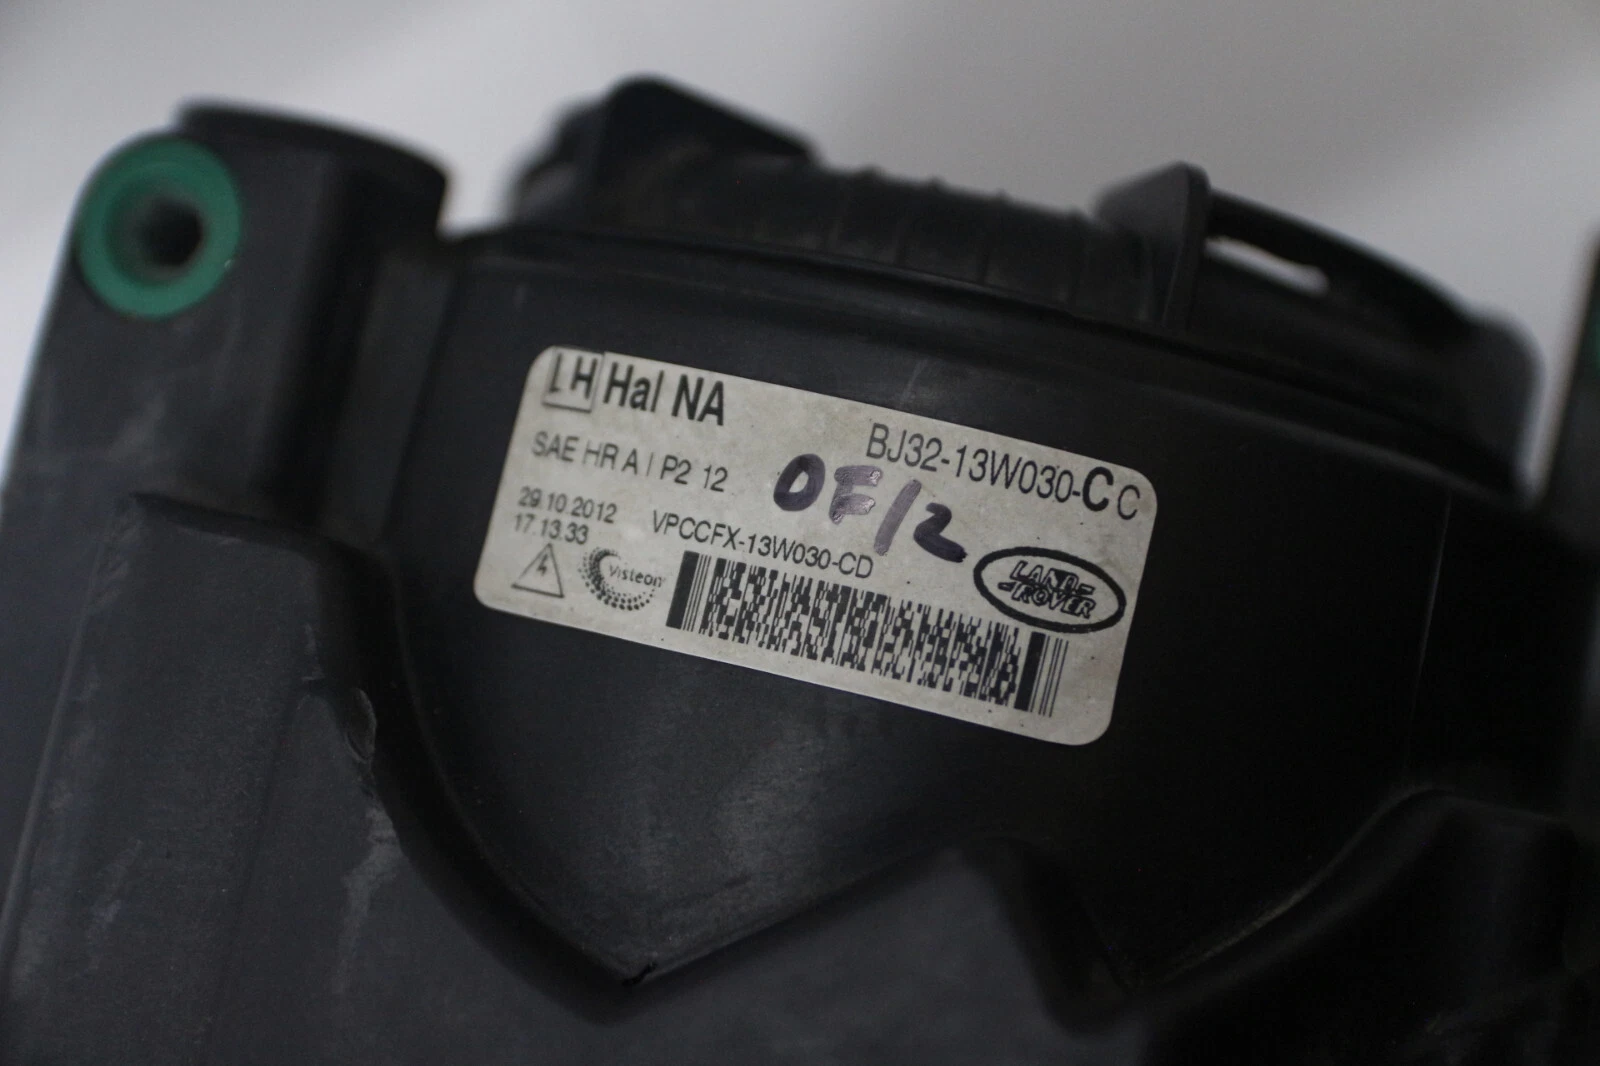 LH Hal NA
BJ32-13W030-CC
SAE HR A I P2 12
OF/2
29.10.2012
17.13.33
VPCCFX-13W030-CD
Visteon
LAND-
ROVER